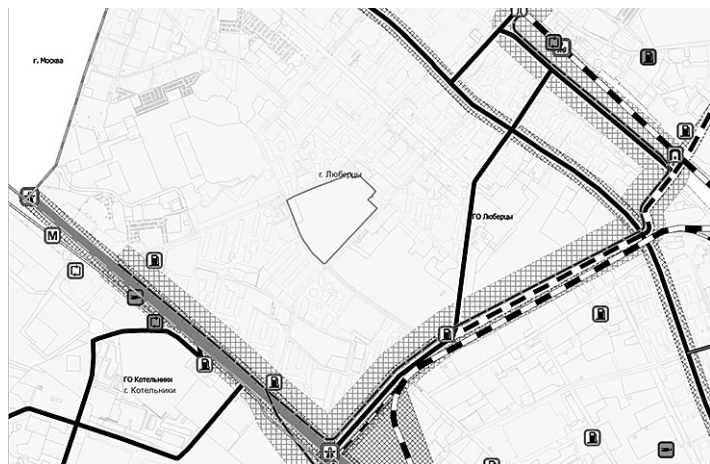 г. Москва
г. Люберцы
ГО Люберцы
М
ГО Котельники
г. Котельники